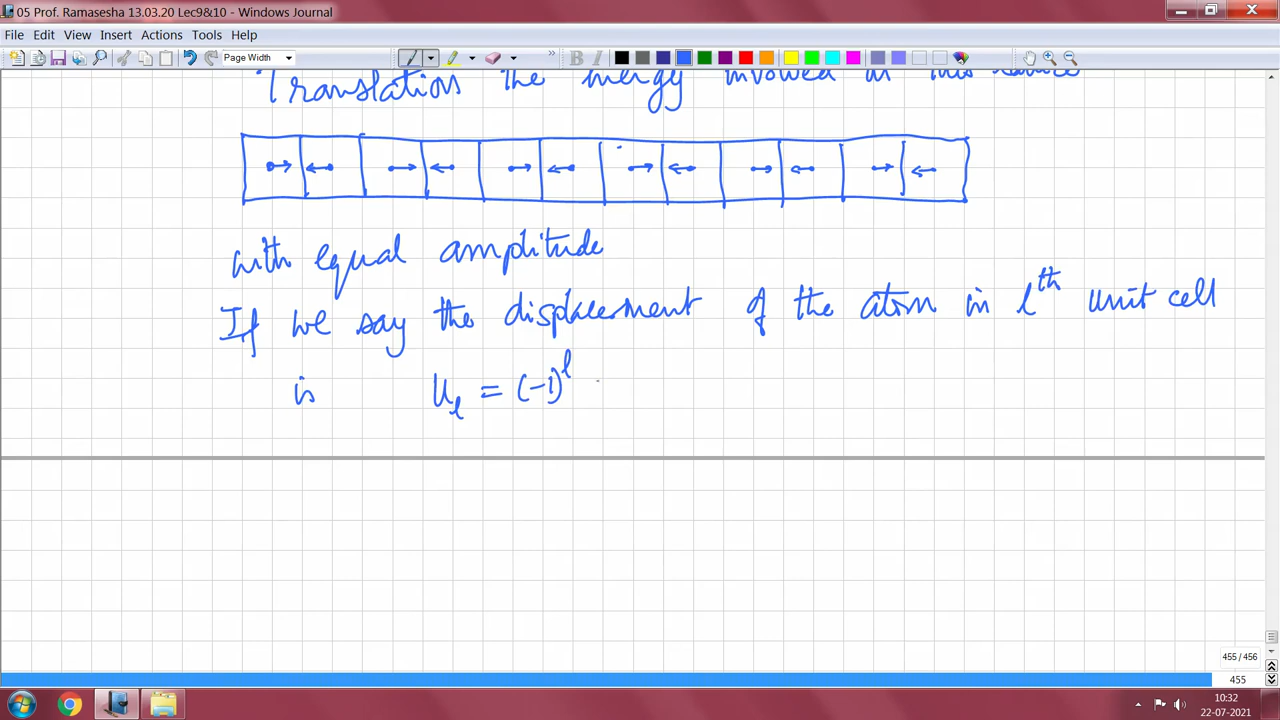 05 Prof. Ramasesha 13.03.20 Lec9&10 - Windows Journal
File Edit View Insert Actions Tools Help
Page Width
Translations the energy involved in this
with equal amplitude
If we say the displacement of the atom in l^th unit cell
is u_l = (-1)^l
455 / 456
455
10:32
22-07-2021